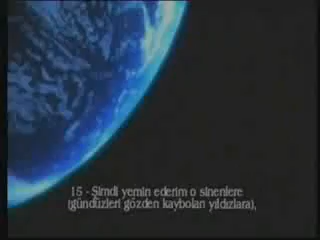 15 - Şimdi yemin ederim o sinenlere
(gündüzleri gözden kaybolan yıldızlara),